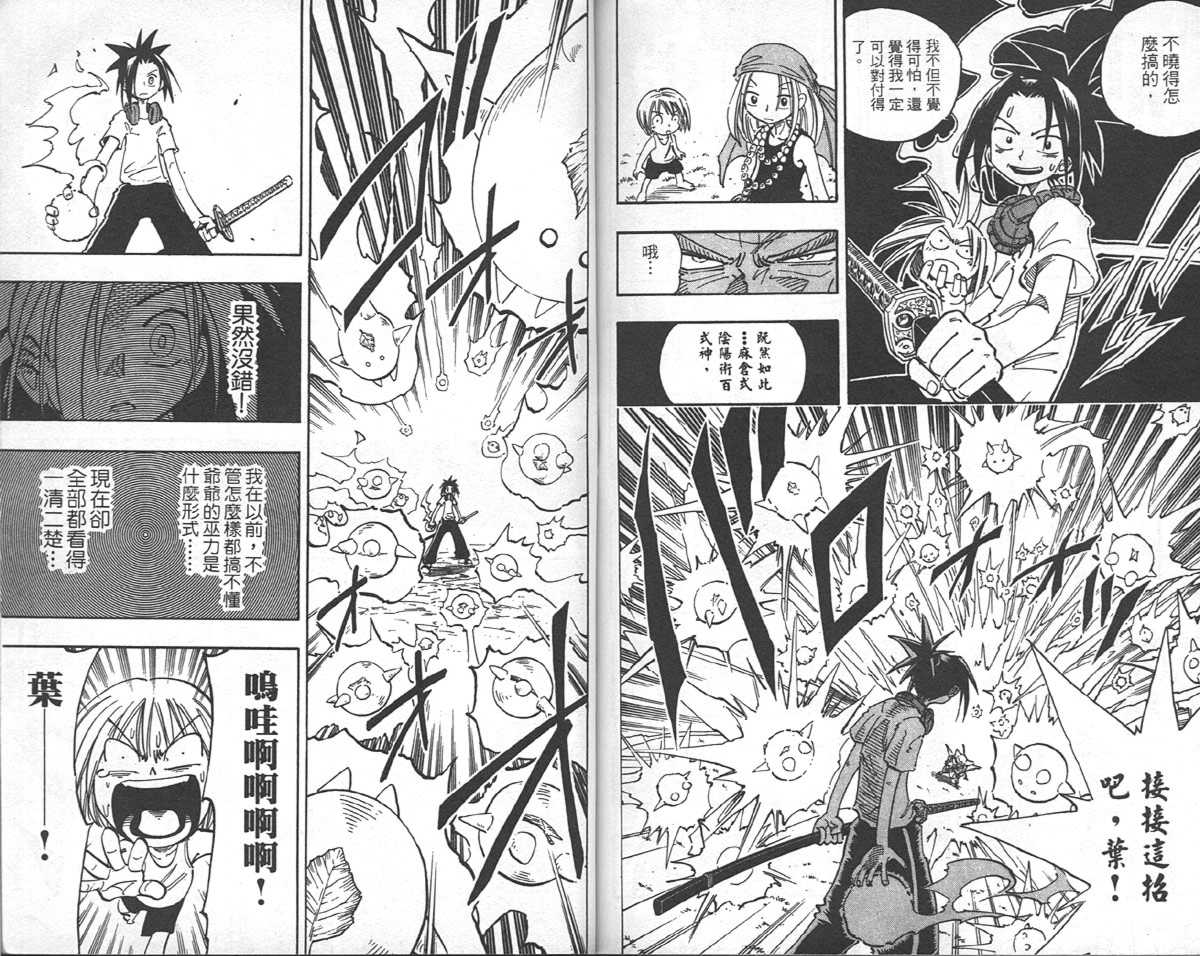 不曉得怎
麼搞的，
我不但不覺
得可怕，還
覺得我一定
可以對付得
了。
哦…
既然如此
…麻倉式
陰陽術百
式神、
接接這招
吧，葉！
果然沒錯！
我在以前，不
管怎麼樣都搞不懂
爺爺的巫力是
什麼形式……
現在卻
全部都看得
一清二楚…
嗚哇啊啊啊啊！
葉——！